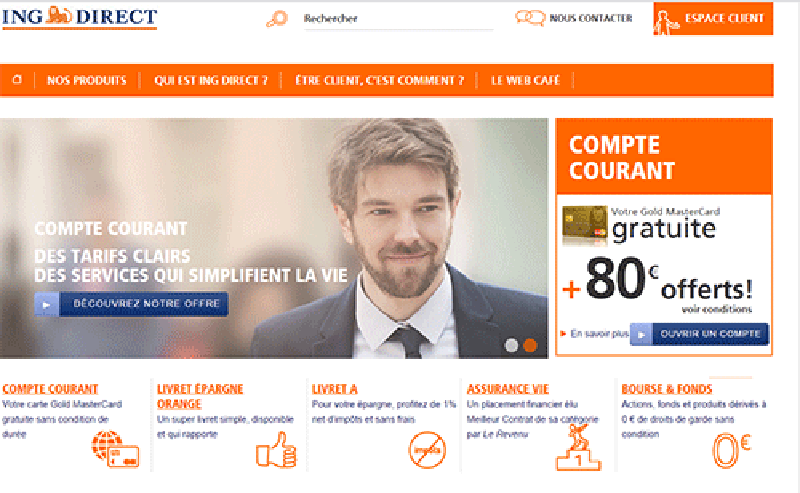 ING DIRECT
Rechercher
NOUS CONTACTER
ESPACE CLIENT
NOS PRODUITS
QUI EST ING DIRECT ?
ÊTRE CLIENT, C'EST COMMENT ?
LE WEB CAFÉ
COMPTE COURANT
DES TARIFS CLAIRS
DES SERVICES QUI SIMPLIFIENT LA VIE
DÉCOUVREZ NOTRE OFFRE
COMPTE
COURANT
Votre Gold MasterCard
gratuite
+ 80€ offerts!
voir conditions
En savoir plus
OUVRIR UN COMPTE
COMPTE COURANT
Votre carte Gold MasterCard
gratuite sans condition de
durée
LIVRET ÉPARGNE
ORANGE
Un super livret simple, disponible
et qui rapporte
LIVRET A
Pour votre épargne, profitez de 1%
net d'impôts et sans frais
impôts
ASSURANCE VIE
Un placement financier élu
Meilleur Contrat de sa catégorie
par Le Revenu
1
BOURSE & FONDS
Actions, fonds et produits dérivés à
0 € de droits de garde sans
condition
0€